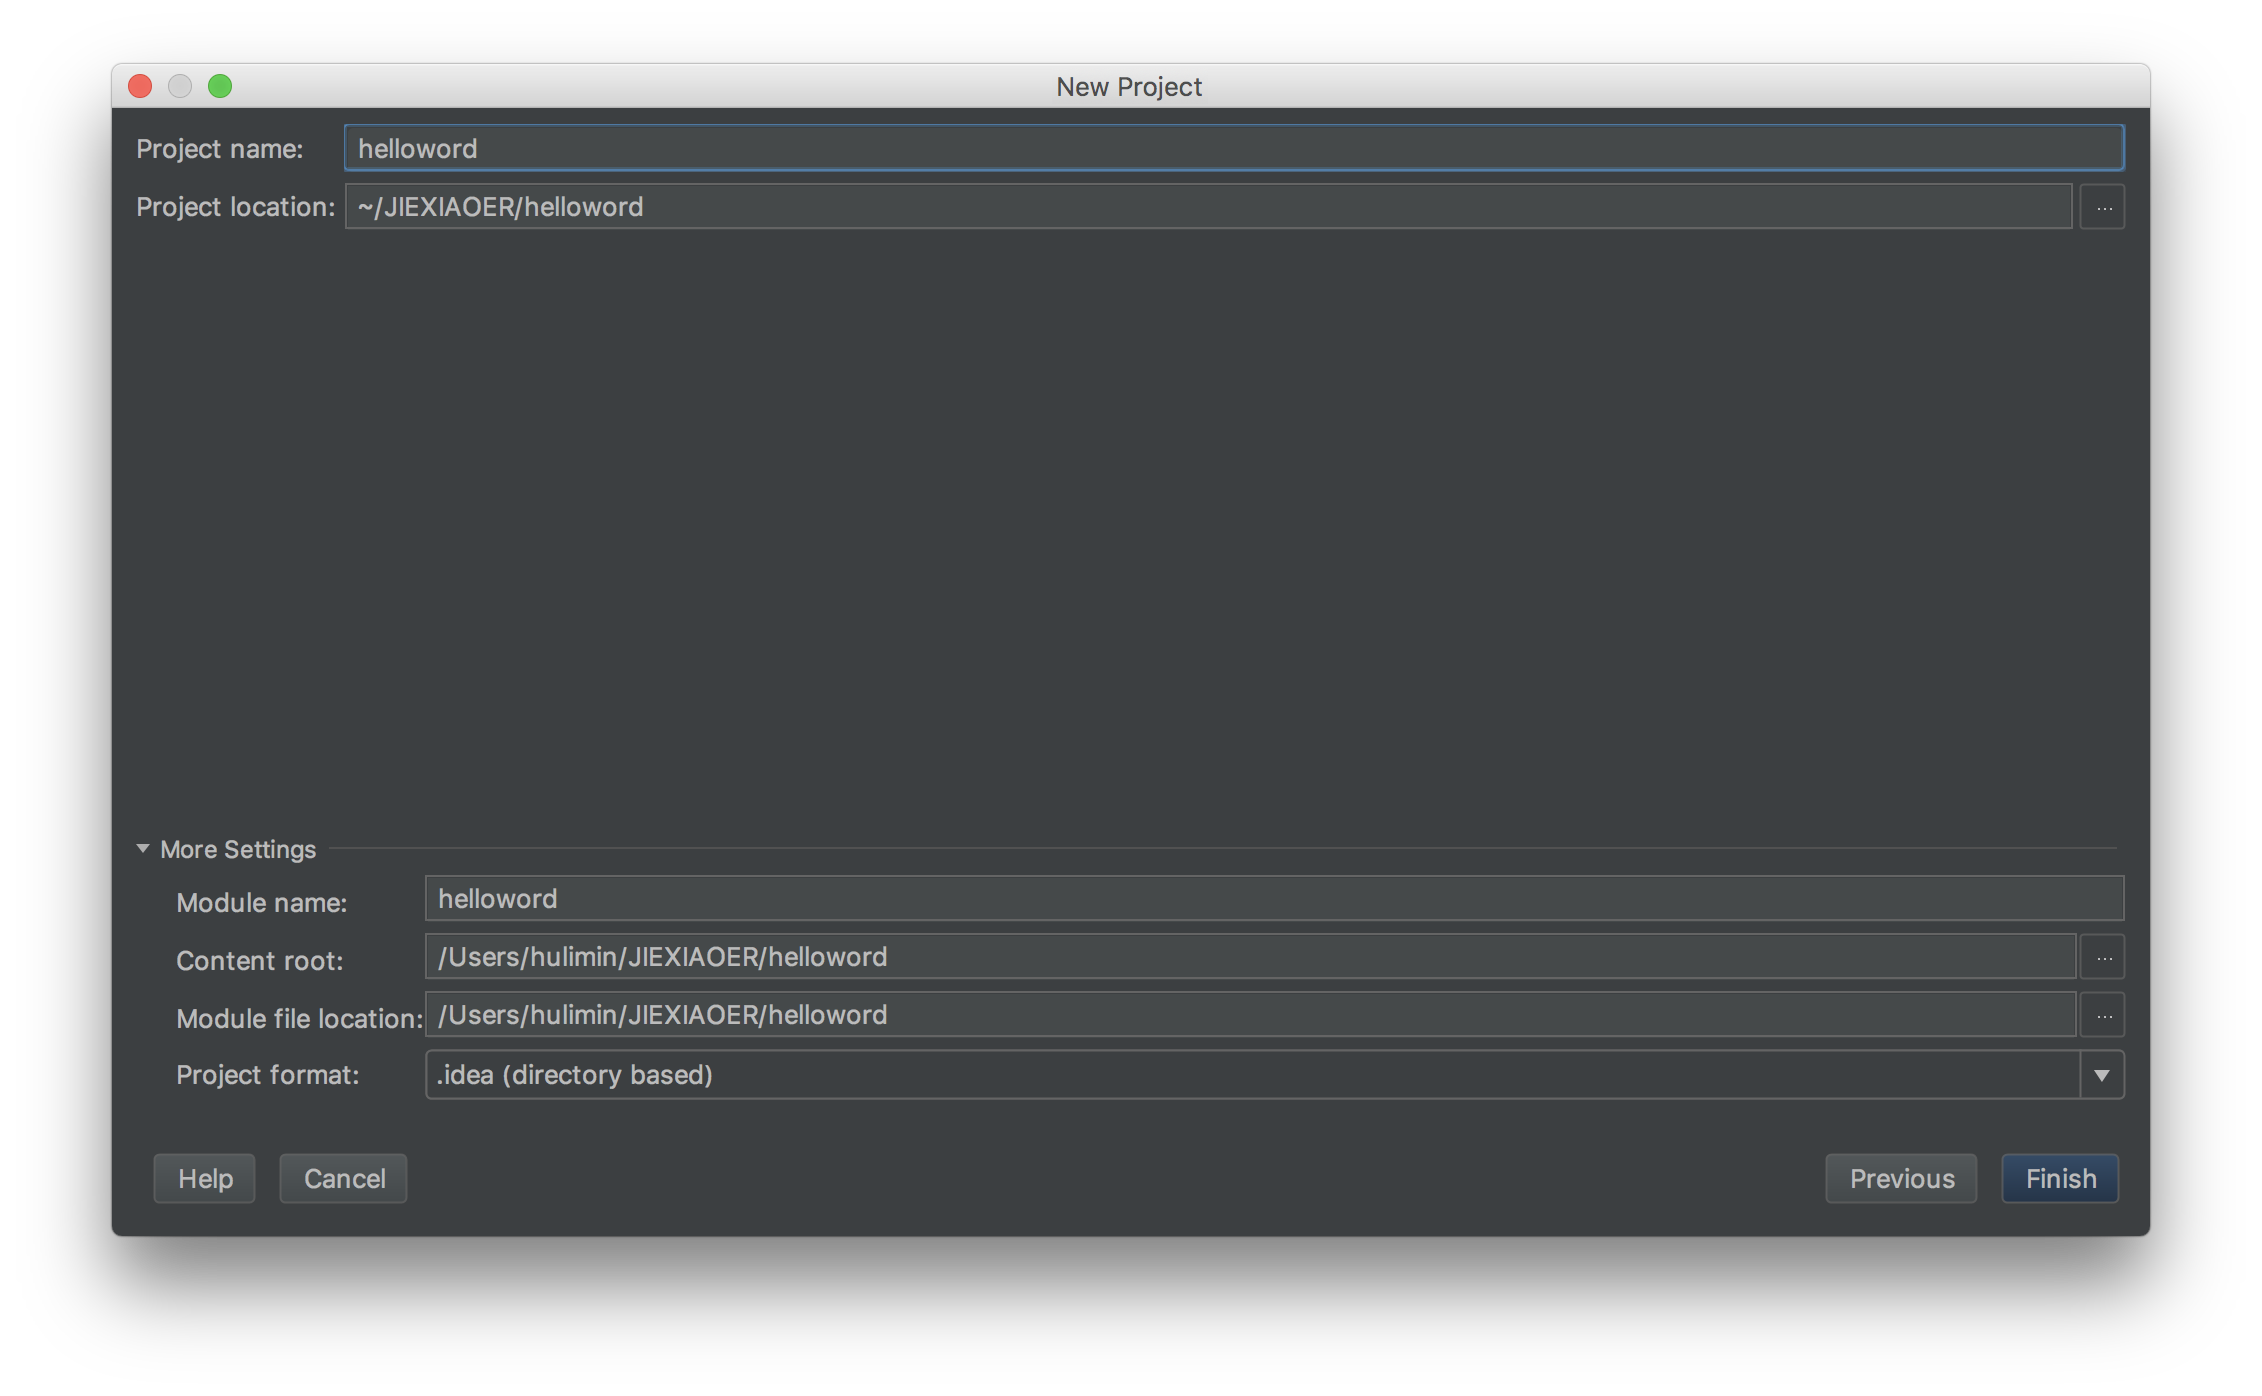 New Project
Project name: helloword
Project location: ~/JIEXIAOER/helloword ...
More Settings
Module name: helloword
Content root: /Users/hulimin/JIEXIAOER/helloword ...
Module file location: /Users/hulimin/JIEXIAOER/helloword ...
Project format: .idea (directory based)
Help Cancel Previous Finish